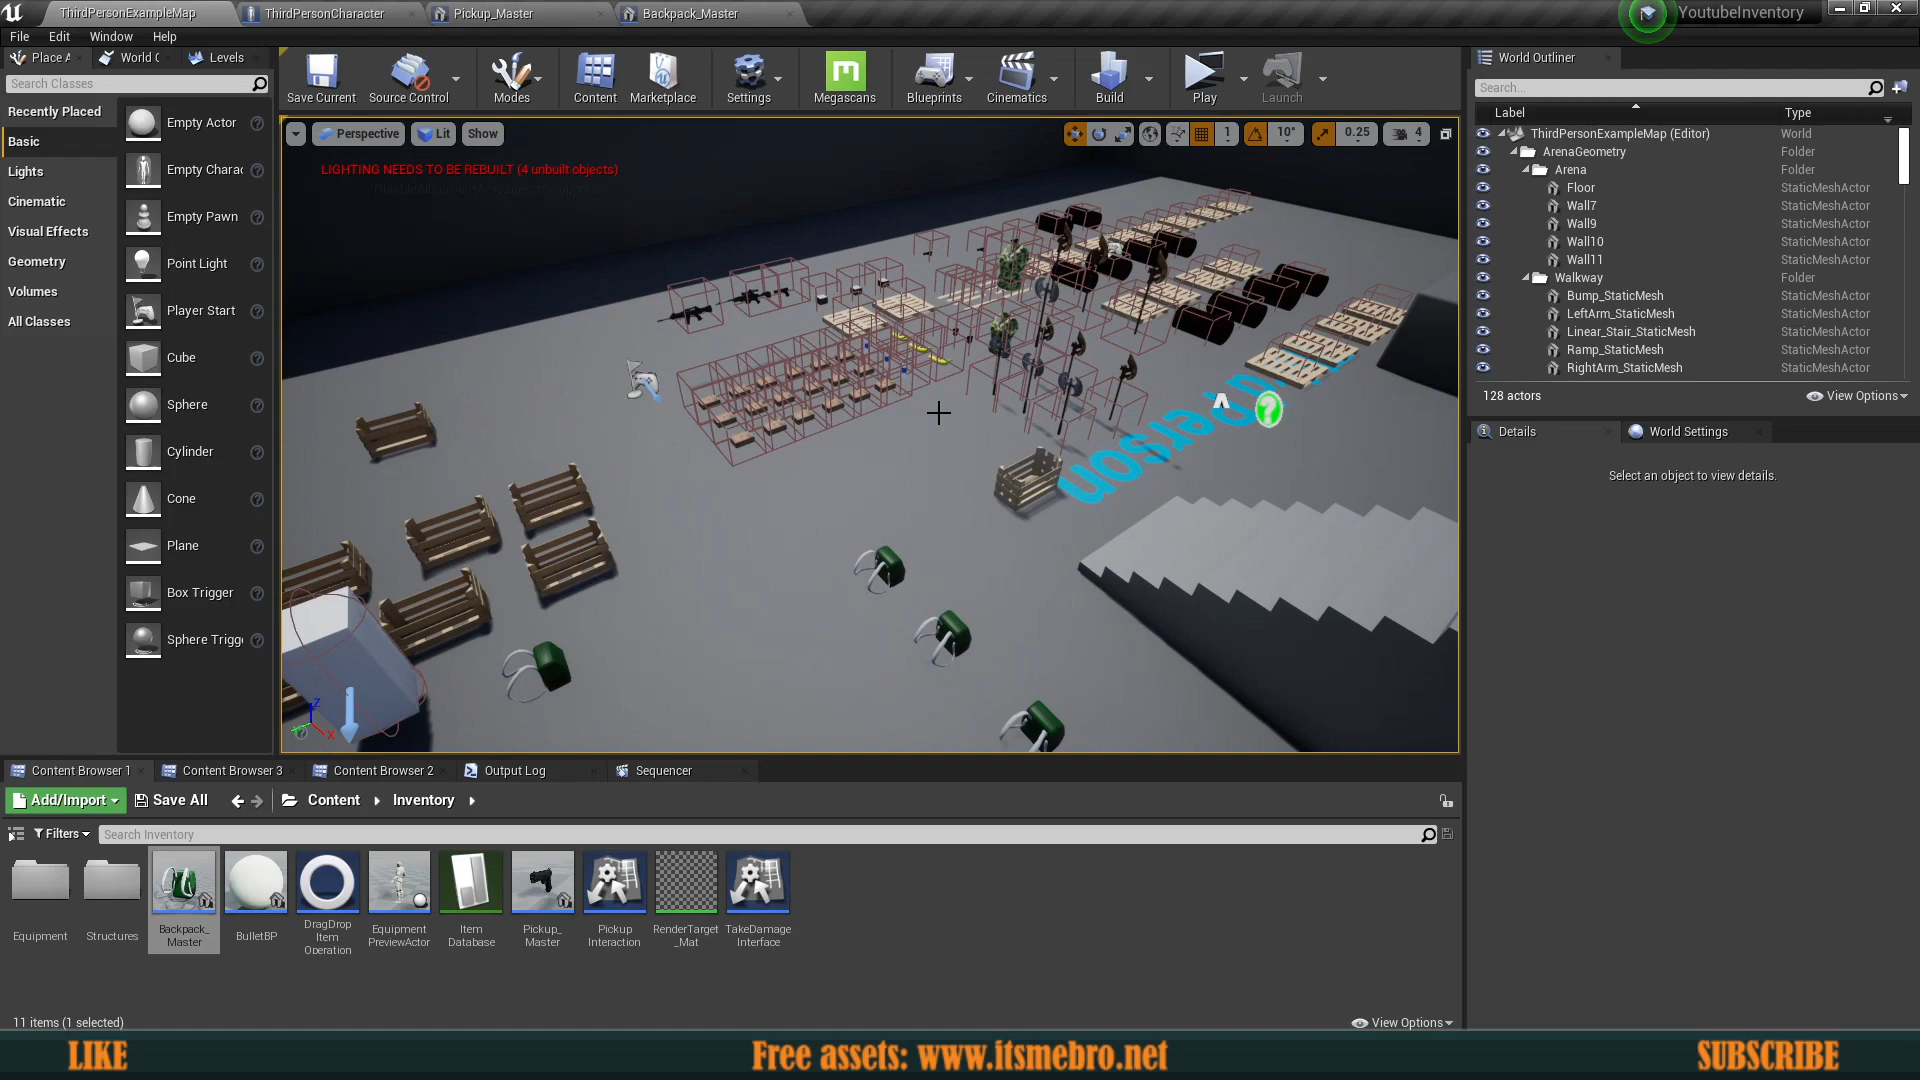 ThirdPersonExampleMap
ThirdPersonCharacter
Pickup_Master
Backpack_Master
YoutubeInventory
File
Edit
Window
Help
Place A
World C
Levels
Search Classes
Recently Placed
Basic
Lights
Cinematic
Visual Effects
Geometry
Volumes
All Classes
Empty Actor
Empty Charac
Empty Pawn
Point Light
Player Start
Cube
Sphere
Cylinder
Cone
Plane
Box Trigger
Sphere Trigg
Save Current
Source Control
Modes
Content
Marketplace
Settings
Megascans
Blueprints
Cinematics
Build
Play
Launch
Perspective
Lit
Show
1
10°
0.25
4
LIGHTING NEEDS TO BE REBUILT (4 unbuilt objects)
World Outliner
Search...
Label
Type
ThirdPersonExampleMap (Editor) World
ArenaGeometry Folder
Arena Folder
Floor StaticMeshActor
Wall7 StaticMeshActor
Wall9 StaticMeshActor
Wall10 StaticMeshActor
Wall11 StaticMeshActor
Walkway Folder
Bump_StaticMesh StaticMeshActor
LeftArm_StaticMesh StaticMeshActor
Linear_Stair_StaticMesh StaticMeshActor
Ramp_StaticMesh StaticMeshActor
RightArm_StaticMesh StaticMeshActor
128 actors
View Options
Details
World Settings
Select an object to view details.
Content Browser 1
Content Browser 3
Content Browser 2
Output Log
Sequencer
Add/Import
Save All
Content
Inventory
Filters
Search Inventory
Equipment
Structures
Backpack_
Master
BulletBP
DragDrop
Item
Operation
Equipment
PreviewActor
Item
Database
Pickup_
Master
Pickup
Interaction
RenderTarget
_Mat
TakeDamage
Interface
11 items (1 selected)
View Options
LIKE
Free assets: www.itsmebro.net
SUBSCRIBE